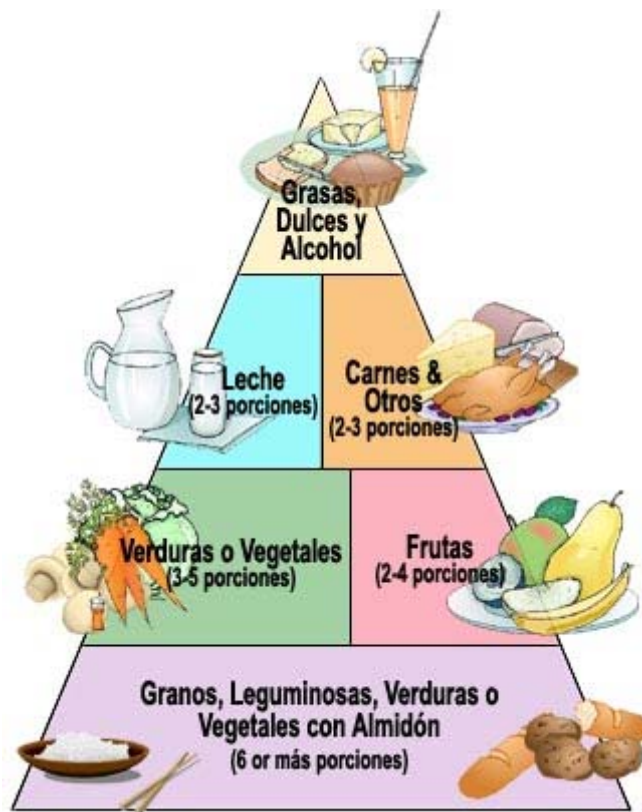 Grasas,
Dulces y
Alcohol
Leche
(2-3 porciones)
Carnes &
Otros
(2-3 porciones)
Verduras o Vegetales
(3-5 porciones)
Frutas
(2-4 porciones)
Granos, Leguminosas, Verduras o
Vegetales con Almidón
(6 or más porciones)